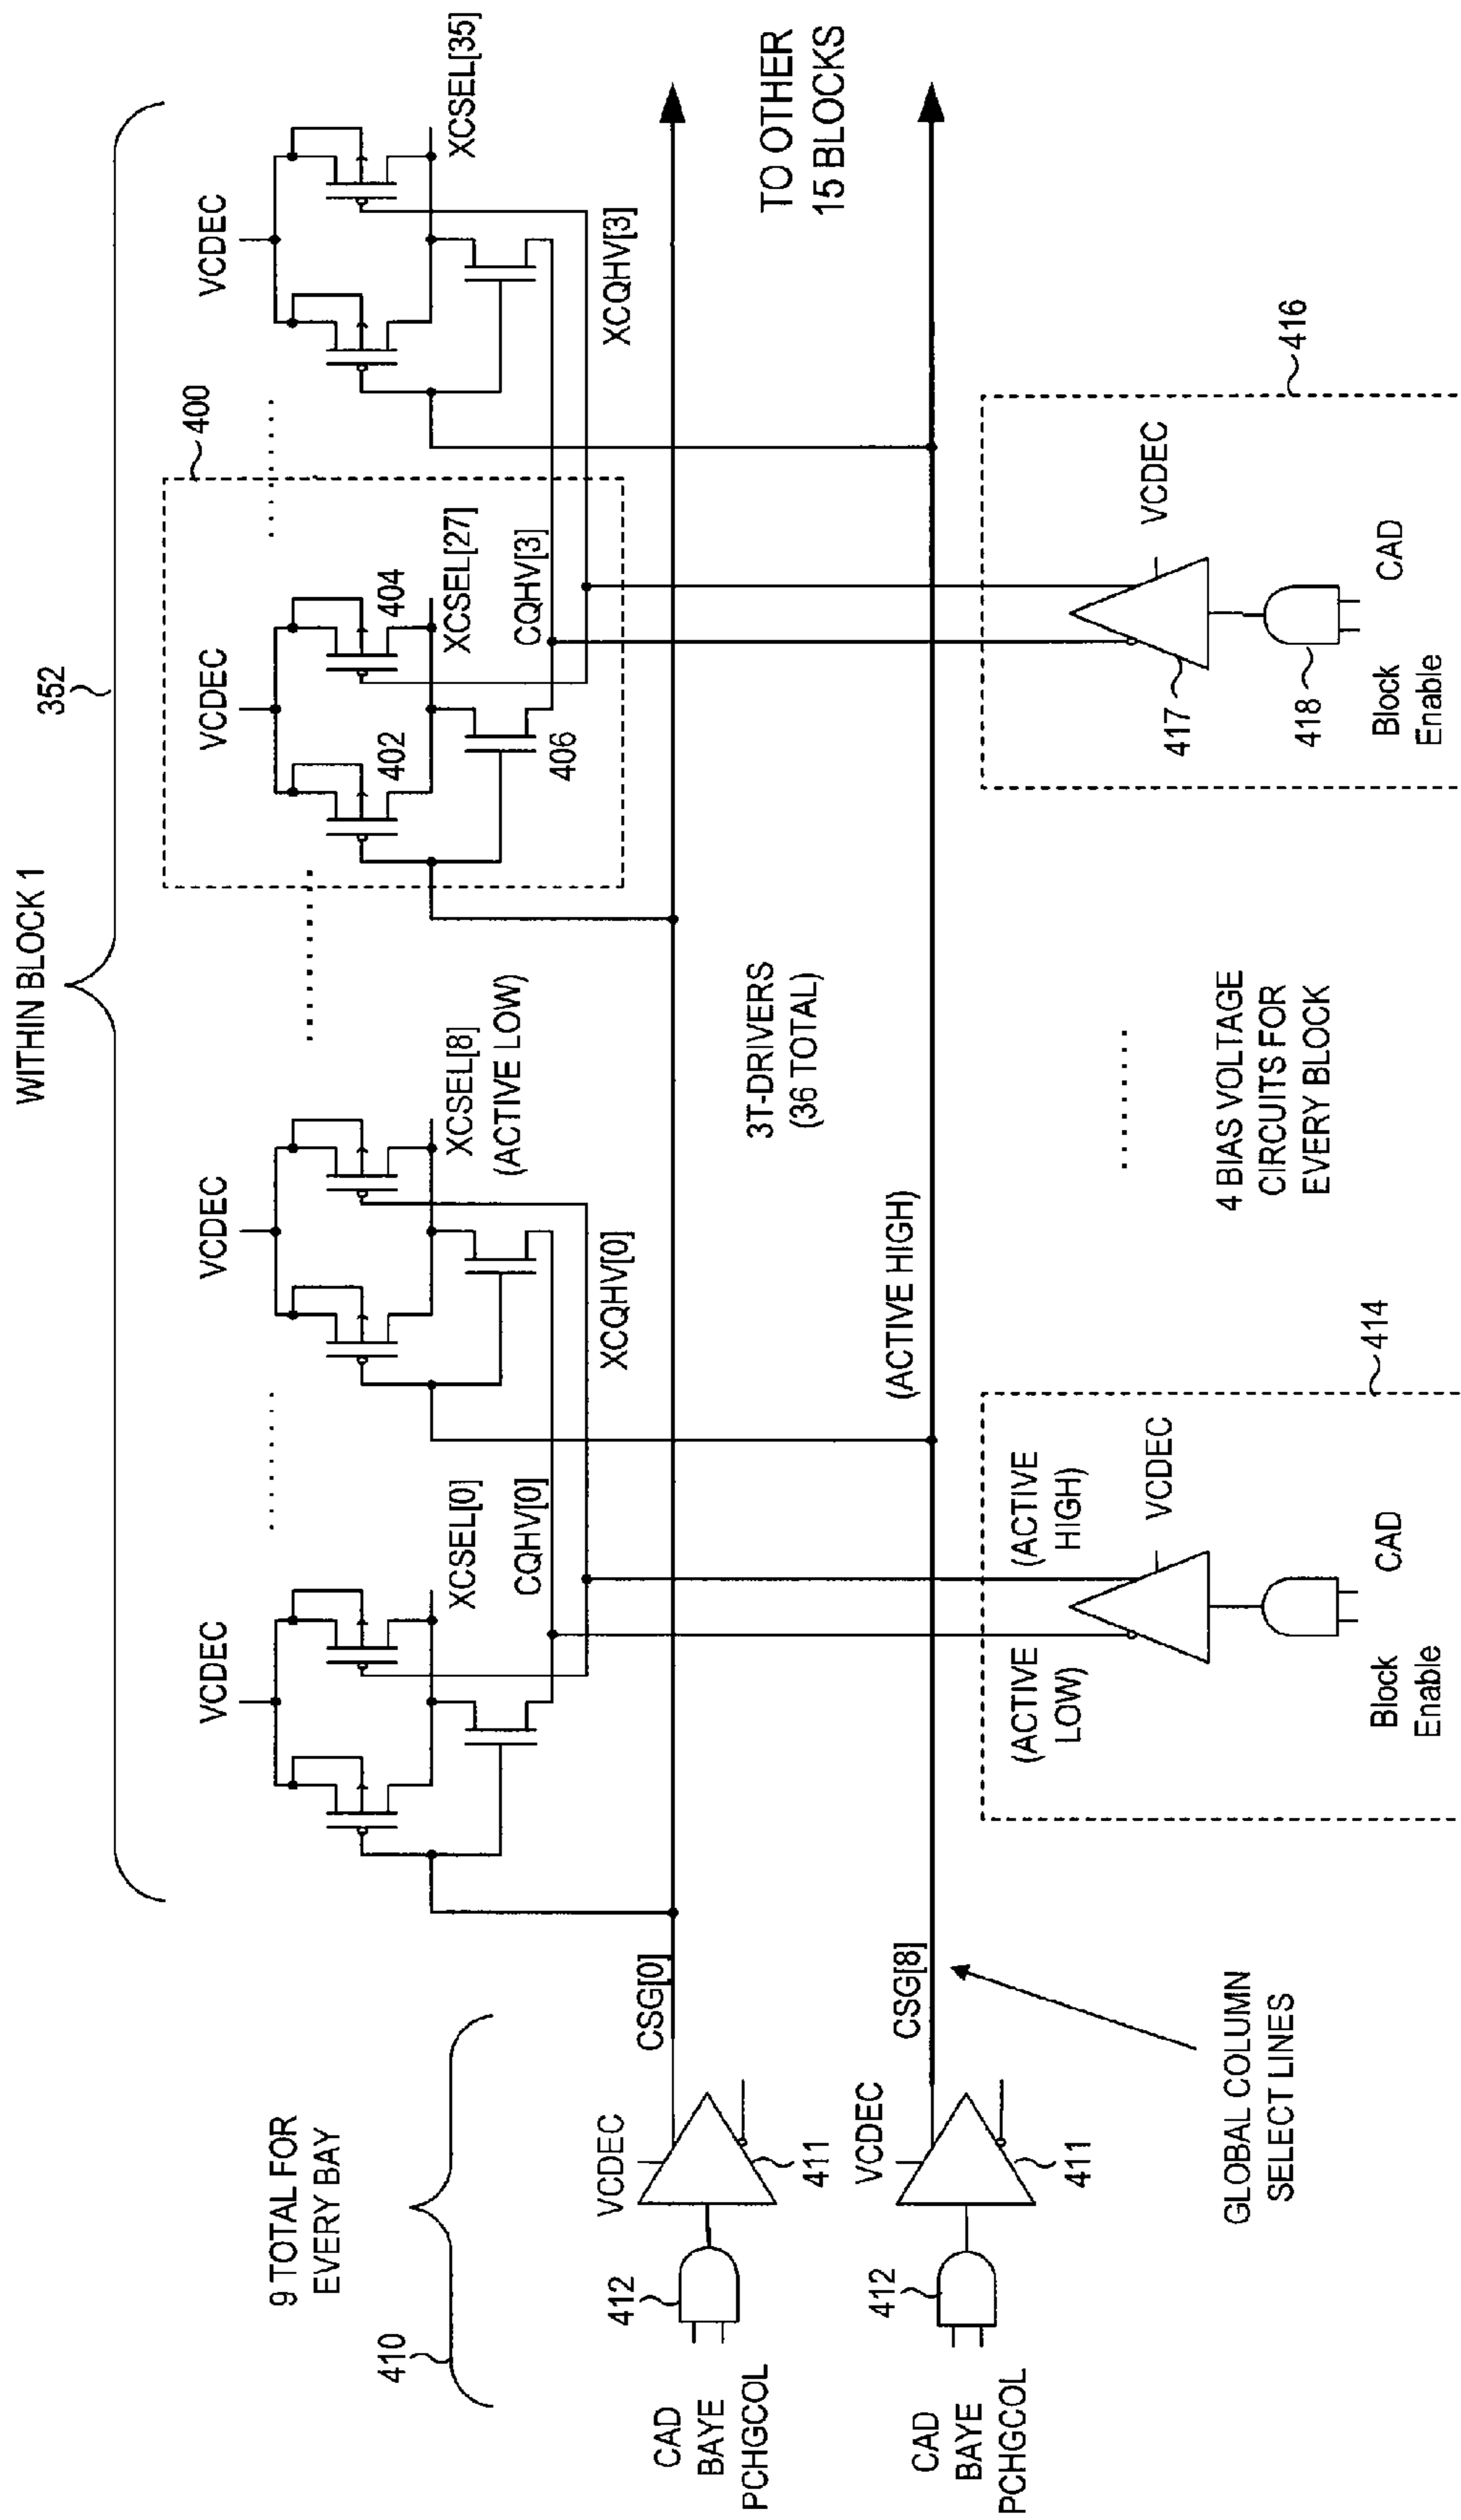 WITHIN BLOCK 1
352
9 TOTAL FOR
EVERY BAY
410
VCDEC
VCDEC
VCDEC
VCDEC
400
402
404
406
XCSEL[0]
XCSEL[8]
(ACTIVE LOW)
XCSEL[27]
XCSEL[35]
CQHV[0]
XCQHV[0]
CQHV[3]
XCQHV[3]
CAD
BAYE
PCHGCOL
412
VCDEC
411
CSG[0]
3T-DRIVERS
(36 TOTAL)
TO OTHER
15 BLOCKS
CAD
BAYE
PCHGCOL
412
VCDEC
411
CSG[8]
(ACTIVE HIGH)
GLOBAL COLUMN
SELECT LINES
(ACTIVE
LOW)
(ACTIVE
HIGH)
VCDEC
414
Block
Enable
CAD
4 BIAS VOLTAGE
CIRCUITS FOR
EVERY BLOCK
417
VCDEC
416
418
Block
Enable
CAD